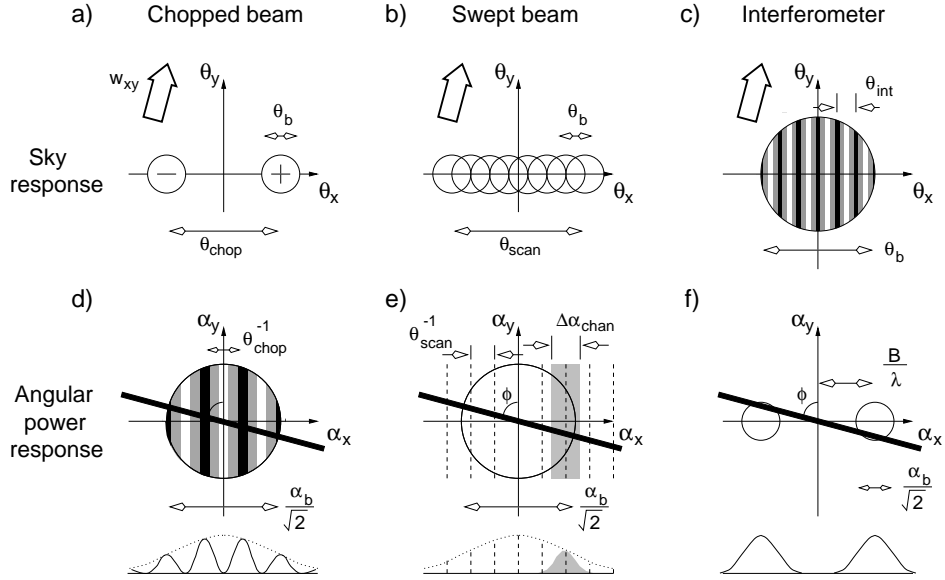 a) Chopped beam
b) Swept beam
c) Interferometer
Sky response
w_xy
θ_y
θ_b
− +
θ_x
θ_chop
θ_y
θ_b
θ_x
θ_scan
θ_y
θ_int
θ_x
θ_b
d)
e)
f)
Angular power response
α_y
θ_chop^-1
α_x
α_b/√2
θ_scan^-1
α_y
Δα_chan
ϕ
α_x
α_b/√2
α_y
B/λ
ϕ
α_x
α_b/√2